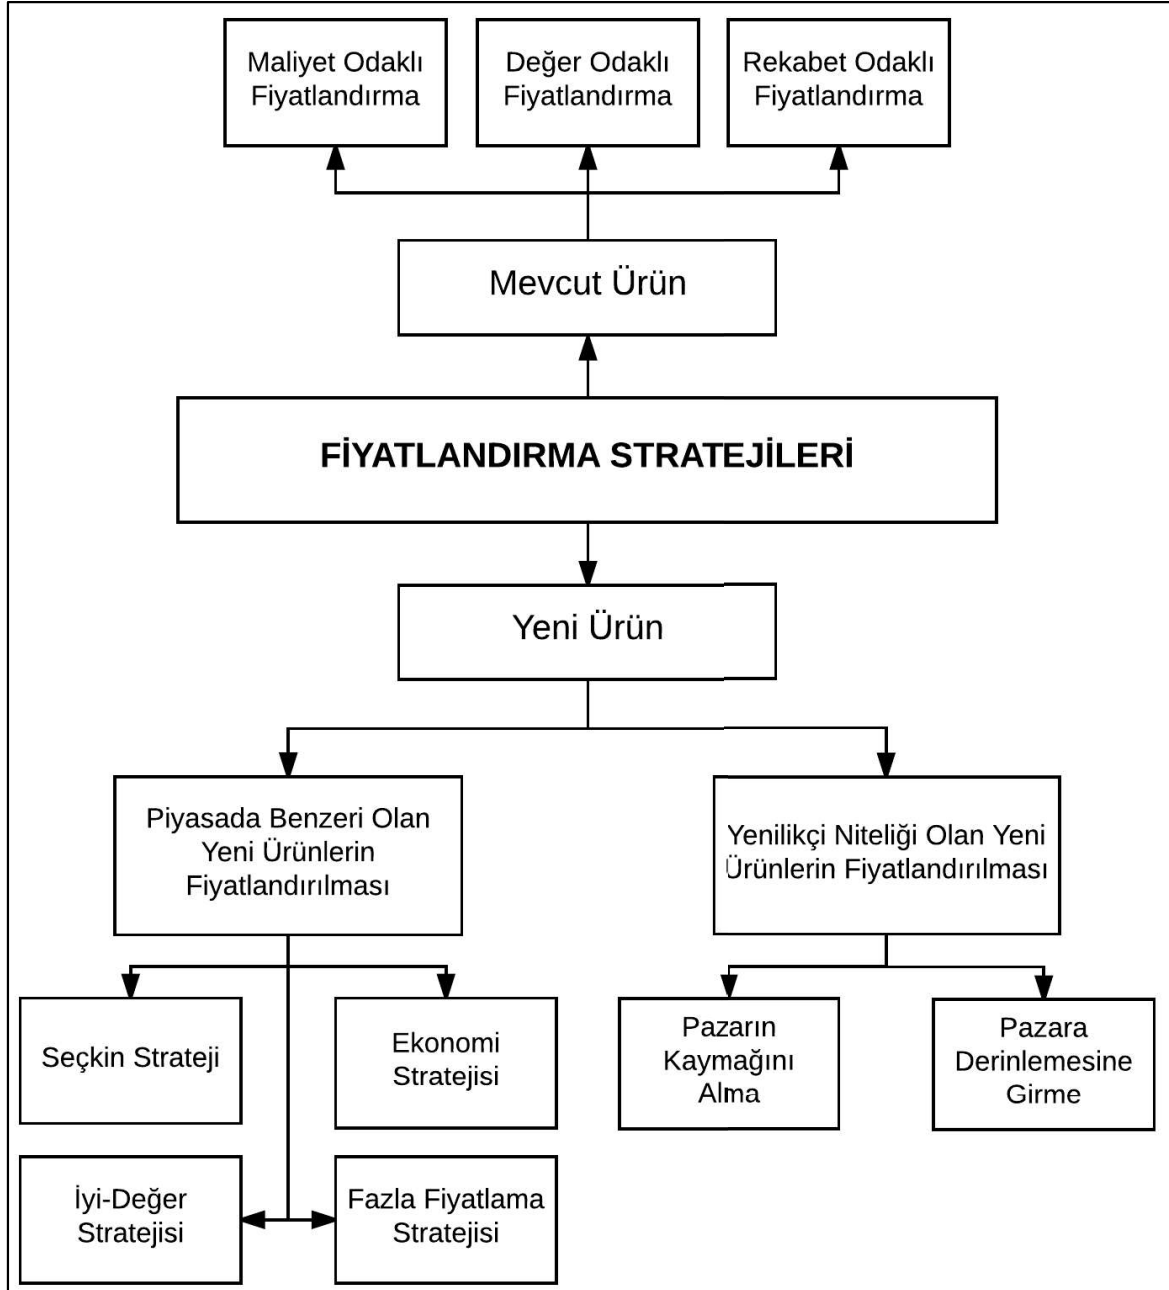 Maliyet Odaklı
Fiyatlandırma
Değer Odaklı
Fiyatlandırma
Rekabet Odaklı
Fiyatlandırma
Mevcut Ürün
FİYATLANDIRMA STRATEJİLERİ
Yeni Ürün
Piyasada Benzeri Olan
Yeni Ürünlerin
Fiyatlandırılması
Yenilikçi Niteliği Olan Yeni
Ürünlerin Fiyatlandırılması
Seçkin Strateji
Ekonomi
Stratejisi
Pazarın
Kaymağını
Alma
Pazara
Derinlemesine
Girme
İyi-Değer
Stratejisi
Fazla Fiyatlama
Stratejisi